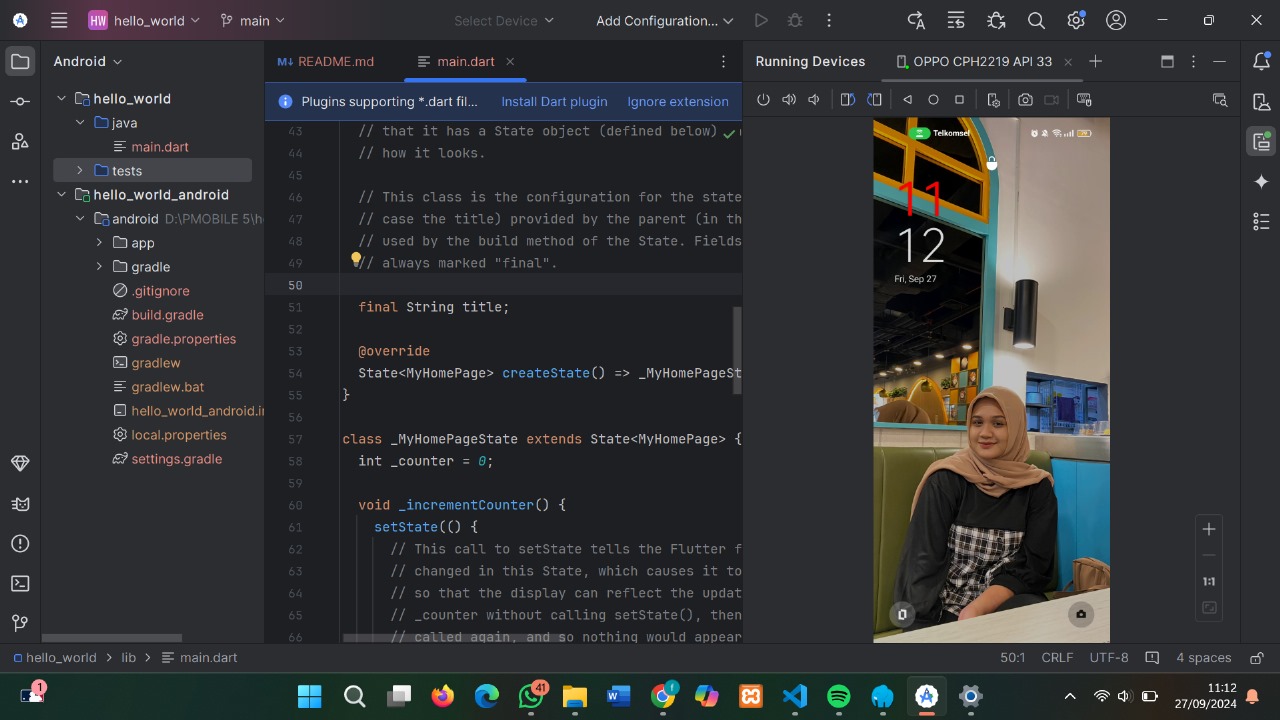 HW hello_world main Select Device Add Configuration...
Android
README.md main.dart
Running Devices OPPO CPH2219 API 33
Plugins supporting *.dart fil... Install Dart plugin Ignore extension
hello_world
java
main.dart
tests
hello_world_android
android D:\PMOBILE 5\h
app
gradle
.gitignore
build.gradle
gradle.properties
gradlew
gradlew.bat
hello_world_android.i
local.properties
settings.gradle
43 // that it has a State object (defined below)
44 // how it looks.
45
46 // This class is the configuration for the state
47 // case the title) provided by the parent (in th
48 // used by the build method of the State. Fields
49 // always marked "final".
50
51 final String title;
52
53 @override
54 State<MyHomePage> createState() => _MyHomePageSt
55 }
56
57 class _MyHomePageState extends State<MyHomePage> {
58 int _counter = 0;
59
60 void _incrementCounter() {
61 setState(() {
62 // This call to setState tells the Flutter f
63 // changed in this State, which causes it to
64 // so that the display can reflect the updat
65 // _counter without calling setState(), then
66 // called again, and so nothing would appear
Telkomsel
11
12
Fri, Sep 27
1:1
hello_world lib main.dart 50:1 CRLF UTF-8 4 spaces
1
41
11:12
27/09/2024